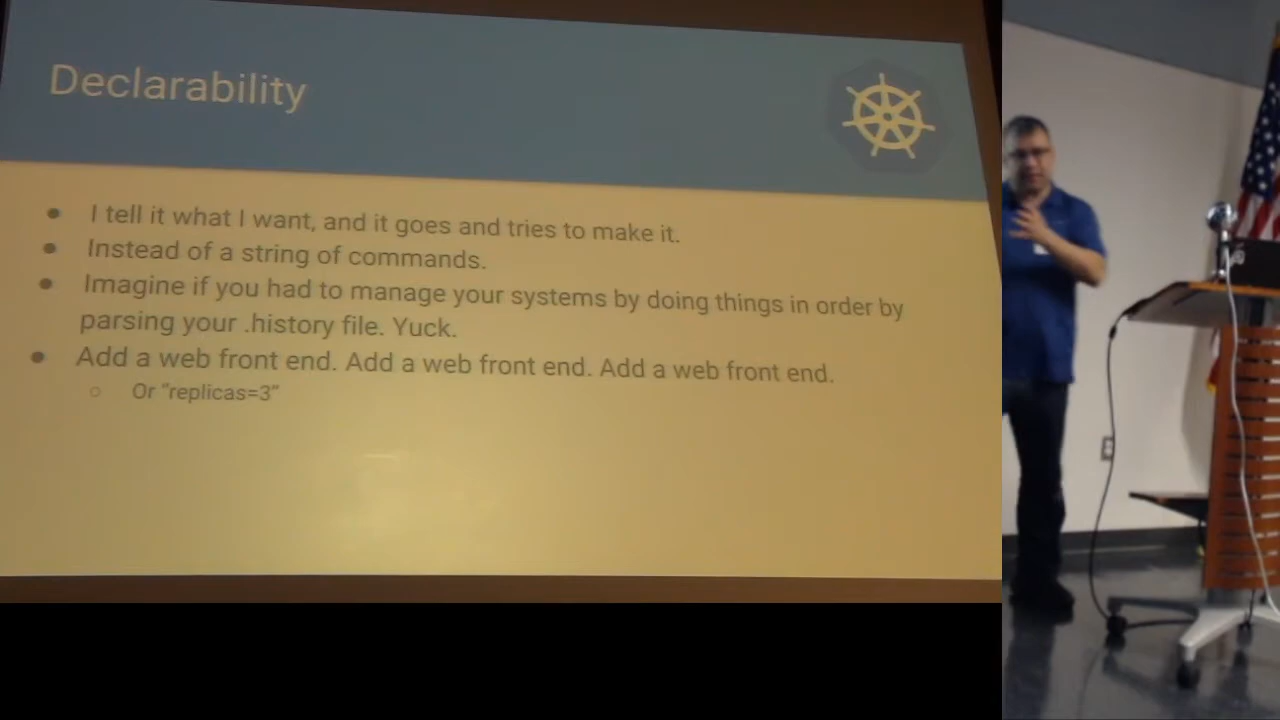 Declarability
● I tell it what I want, and it goes and tries to make it.
● Instead of a string of commands.
● Imagine if you had to manage your systems by doing things in order by
parsing your .history file. Yuck.
● Add a web front end. Add a web front end. Add a web front end.
○ Or “replicas=3”